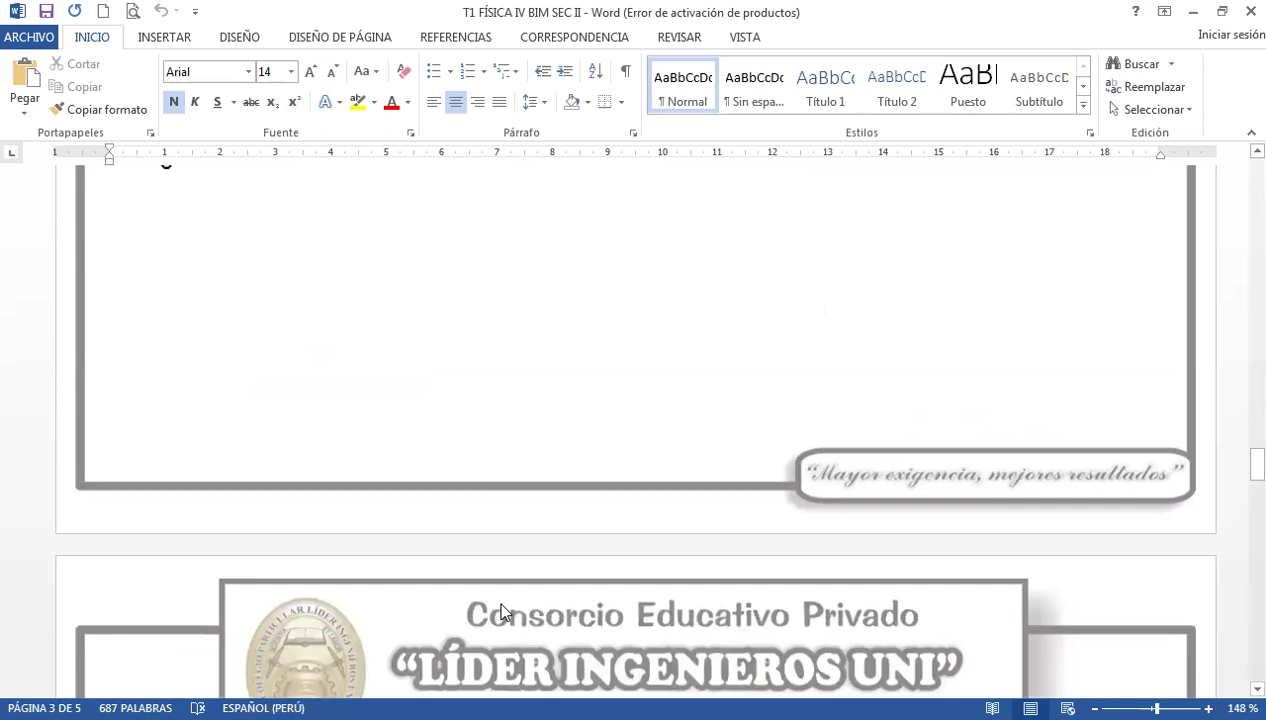 T1 FÍSICA IV BIM SEC II - Word (Error de activación de productos)
ARCHIVO INICIO INSERTAR DISEÑO DISEÑO DE PÁGINA REFERENCIAS CORRESPONDENCIA REVISAR VISTA Iniciar sesión
Pegar
Cortar
Copiar
Copiar formato
Portapapeles
Arial 14 Aa
N K S abc x₂ x² A A
Fuente
Párrafo
AaBbCcDc AaBbCcDc AaBbCc AaBbCcD AaBl AaBbCcD
¶ Normal ¶ Sin espa... Título 1 Título 2 Puesto Subtítulo
Estilos
Buscar
Reemplazar
Seleccionar
Edición
1 1 2 3 4 5 6 7 8 9 10 11 12 13 14 15 16 17 18
“Mayor exigencia, mejores resultados”
Consorcio Educativo Privado
“LÍDER INGENIEROS UNI”
PÁGINA 3 DE 5 687 PALABRAS ESPAÑOL (PERÚ) 148 %